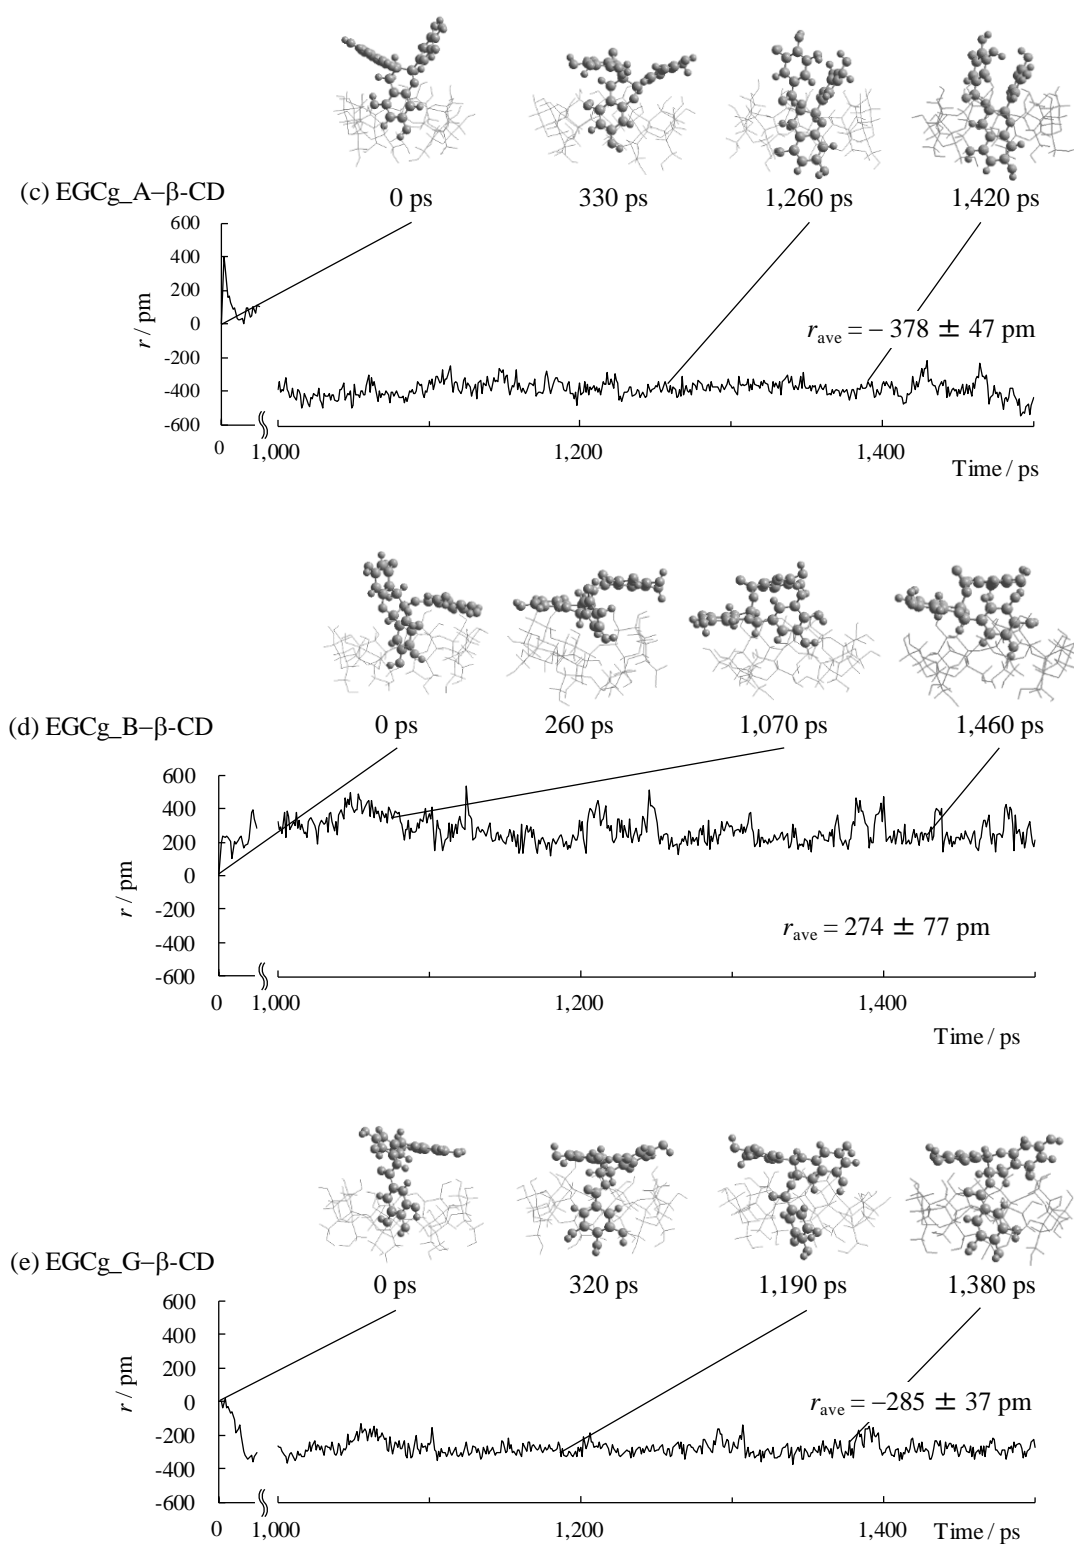 (c) EGCg_A−β-CD
0 ps 330 ps 1,260 ps 1,420 ps
600
400
200
0
-200
-400
-600
r / pm
r_ave = − 378 ± 47 pm
0 1,000 1,200 1,400
Time / ps
(d) EGCg_B−β-CD
0 ps 260 ps 1,070 ps 1,460 ps
600
400
200
0
-200
-400
-600
r / pm
r_ave = 274 ± 77 pm
0 1,000 1,200 1,400
Time / ps
(e) EGCg_G−β-CD
0 ps 320 ps 1,190 ps 1,380 ps
600
400
200
0
-200
-400
-600
r / pm
r_ave = −285 ± 37 pm
0 1,000 1,200 1,400 Time / ps